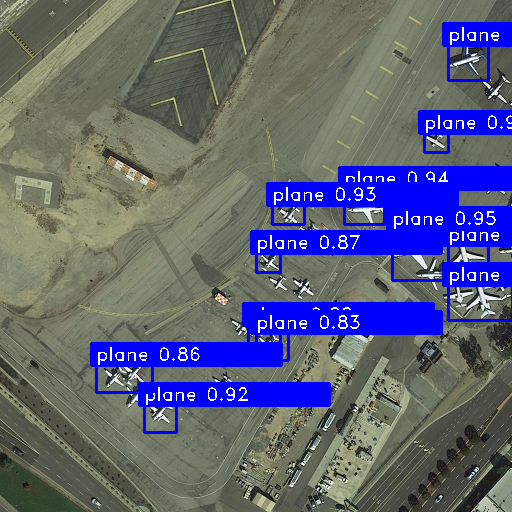 plane
plane 0.9
plane 0.94
plane 0.93
plane 0.95
plane
plane 0.87
plane
plane 0.83
plane 0.86
plane 0.92